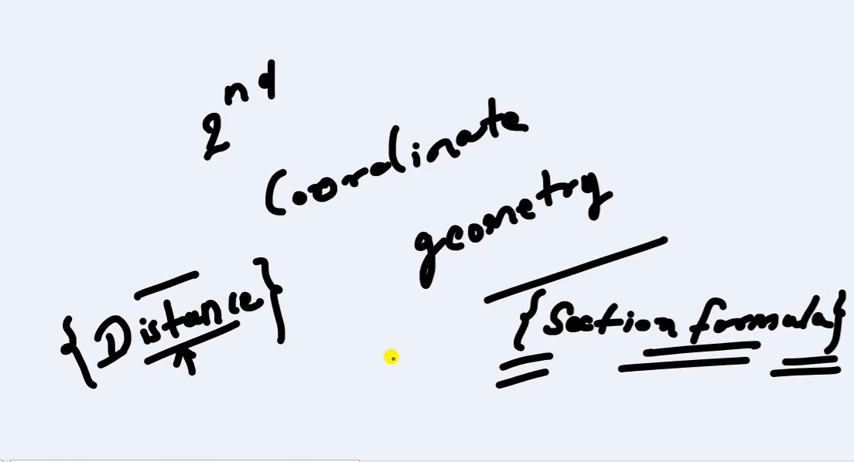 2nd
Coordinate
geometry
{Distance}
{Section formula}